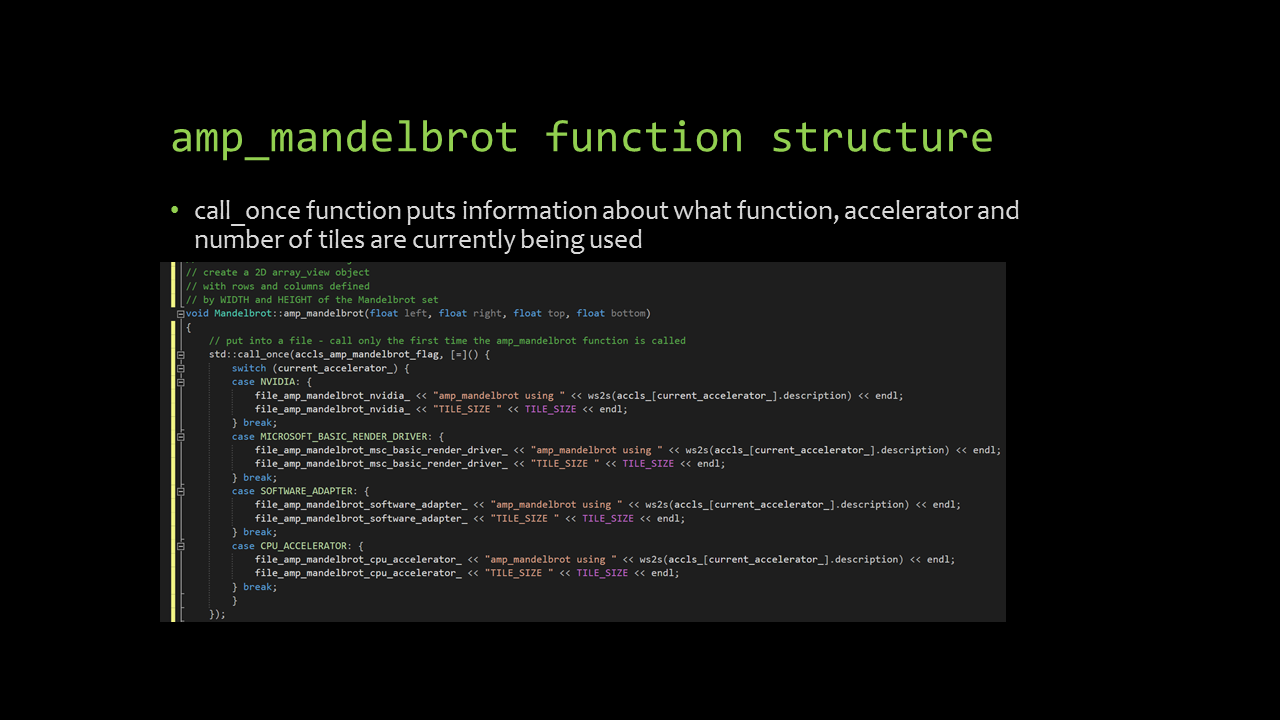 amp_mandelbrot function structure
• call_once function puts information about what function, accelerator and
number of tiles are currently being used
// create a 2D array_view object
// with rows and columns defined
// by WIDTH and HEIGHT of the Mandelbrot set
void Mandelbrot::amp_mandelbrot(float left, float right, float top, float bottom)
{
// put into a file - call only the first time the amp_mandelbrot function is called
std::call_once(accls_amp_mandelbrot_flag, [=]() {
switch (current_accelerator_) {
case NVIDIA: {
file_amp_mandelbrot_nvidia_ << "amp_mandelbrot using " << ws2s(accls_[current_accelerator_].description) << endl;
file_amp_mandelbrot_nvidia_ << "TILE_SIZE " << TILE_SIZE << endl;
} break;
case MICROSOFT_BASIC_RENDER_DRIVER: {
file_amp_mandelbrot_msc_basic_render_driver_ << "amp_mandelbrot using " << ws2s(accls_[current_accelerator_].description) << endl;
file_amp_mandelbrot_msc_basic_render_driver_ << "TILE_SIZE " << TILE_SIZE << endl;
} break;
case SOFTWARE_ADAPTER: {
file_amp_mandelbrot_software_adapter_ << "amp_mandelbrot using " << ws2s(accls_[current_accelerator_].description) << endl;
file_amp_mandelbrot_software_adapter_ << "TILE_SIZE " << TILE_SIZE << endl;
} break;
case CPU_ACCELERATOR: {
file_amp_mandelbrot_cpu_accelerator_ << "amp_mandelbrot using " << ws2s(accls_[current_accelerator_].description) << endl;
file_amp_mandelbrot_cpu_accelerator_ << "TILE_SIZE " << TILE_SIZE << endl;
} break;
}
});